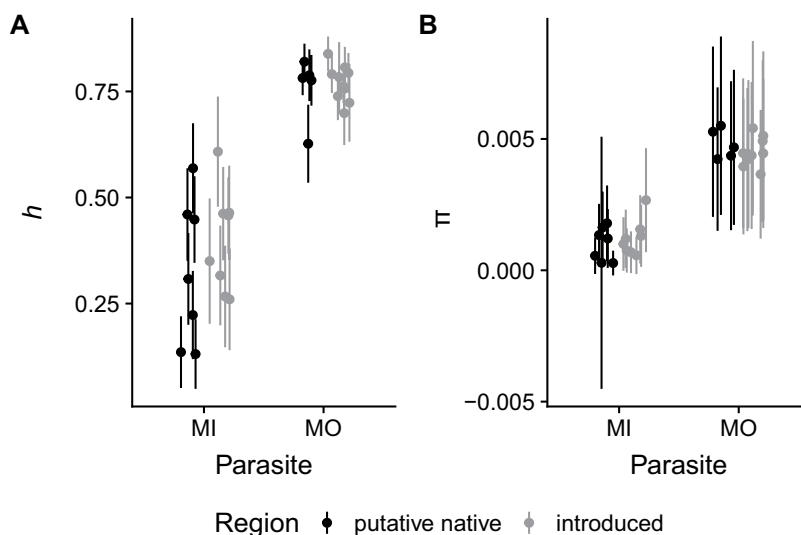 A
B
0.75
0.50
0.25
h
0.005
0.000
−0.005
π
MI
MO
MI
MO
Parasite
Parasite
Region putative native introduced